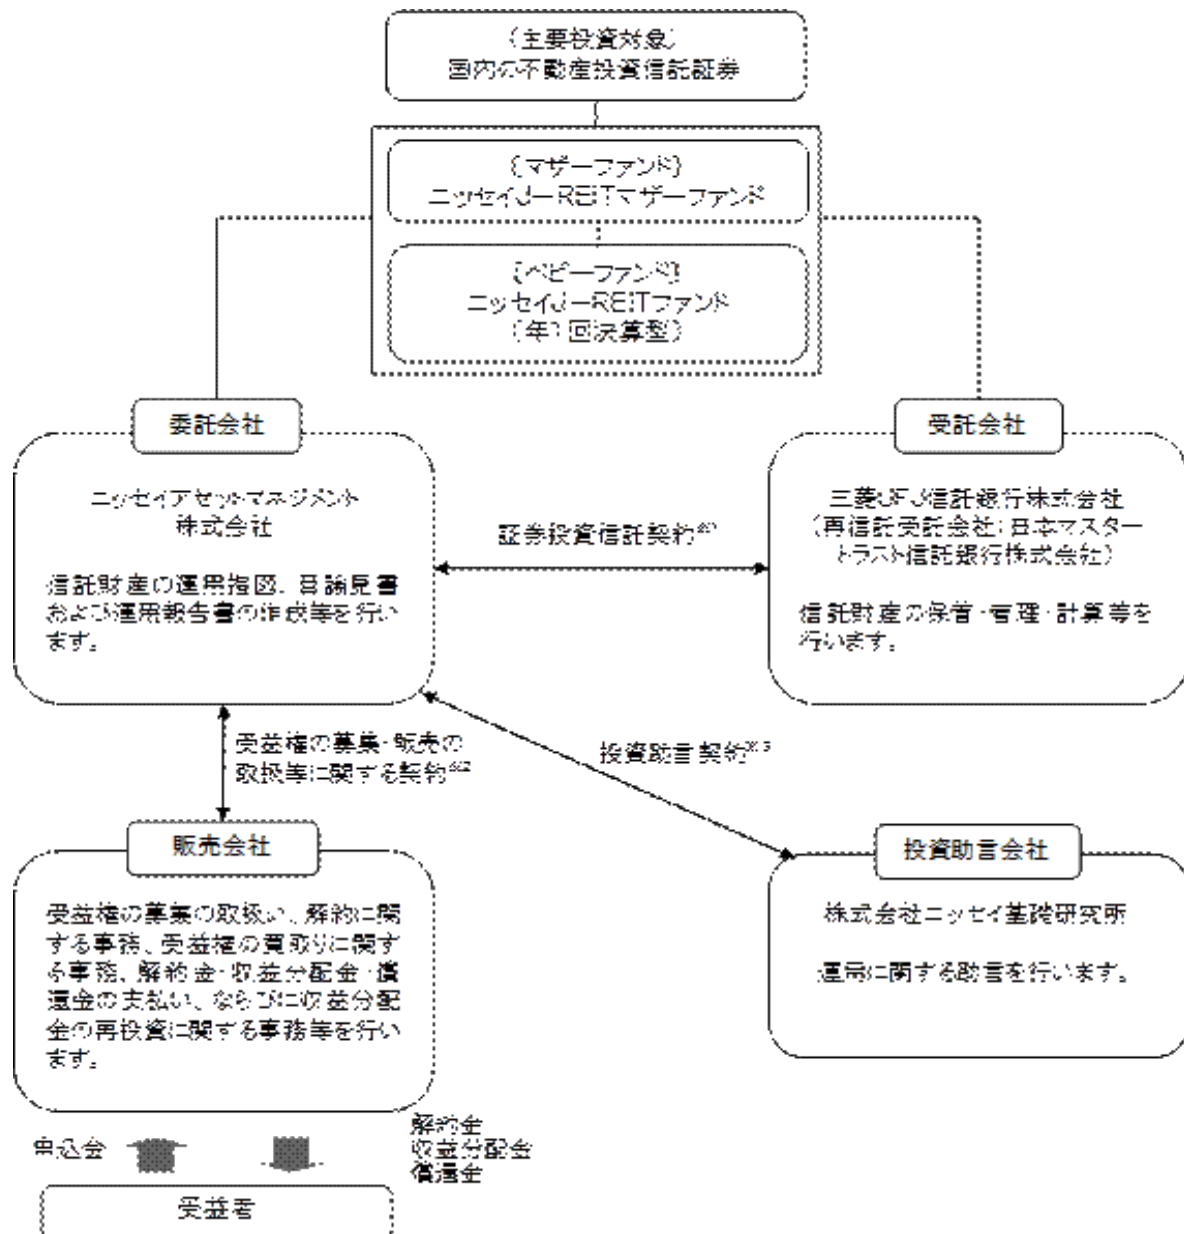 （主要投資対象）
国内の不動産投資信託証券
〔マザーファンド〕
ニッセイJ－REITマザーファンド
〔ベビーファンド〕
ニッセイJ－REITファンド
（年1回決算型）
委託会社
受託会社
ニッセイアセットマネジメント
株式会社
信託財産の運用指図、目論見書
および運用報告書の作成等を行い
ます。
証券投資信託契約※1
三菱UFJ信託銀行株式会社
（再信託受託会社：日本マスター
トラスト信託銀行株式会社）
信託財産の保管・管理・計算等を
行います。
受益権の募集・販売の
取扱等に関する契約※2
投資助言契約※3
販売会社
投資助言会社
受益権の募集の取扱い、解約に関
する事務、受益権の買取りに関す
る事務、解約金・収益分配金・償
還金の支払い、ならびに収益分配
金の再投資に関する事務等を行い
ます。
株式会社ニッセイ基礎研究所
運用に関する助言を行います。
申込金
解約金
収益分配金
償還金
受益者